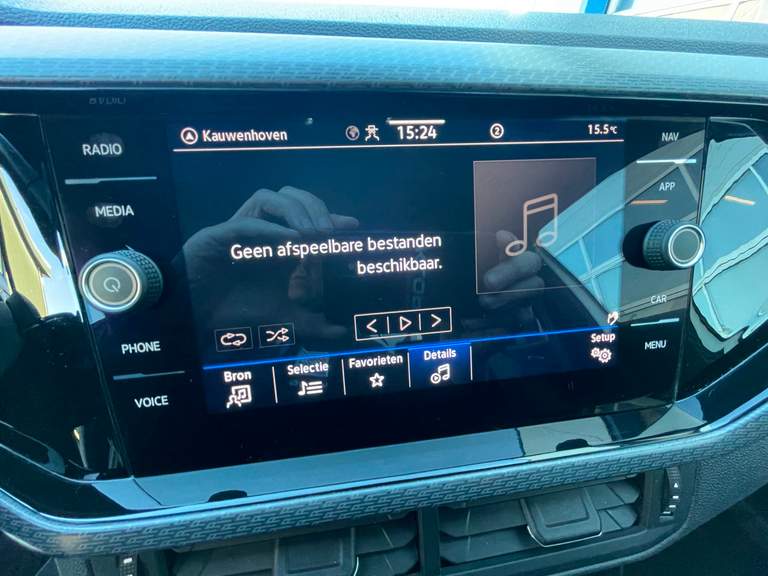 RADIO
MEDIA
PHONE
VOICE
Kauwenhoven
15:24
2
15.5°C
Geen afspeelbare bestanden
beschikbaar.
Bron
Selectie
Favorieten
Details
Setup
NAV
APP
CAR
MENU